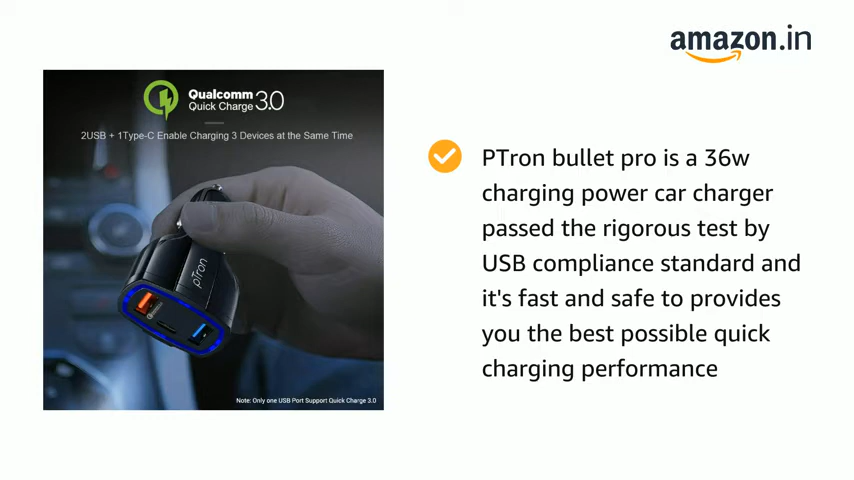 amazon.in
Qualcomm
Quick Charge 3.0
2USB + 1Type-C Enable Charging 3 Devices at the Same Time
pTron
Note: Only one USB Port Support Quick Charge 3.0
PTron bullet pro is a 36w
charging power car charger
passed the rigorous test by
USB compliance standard and
it's fast and safe to provides
you the best possible quick
charging performance